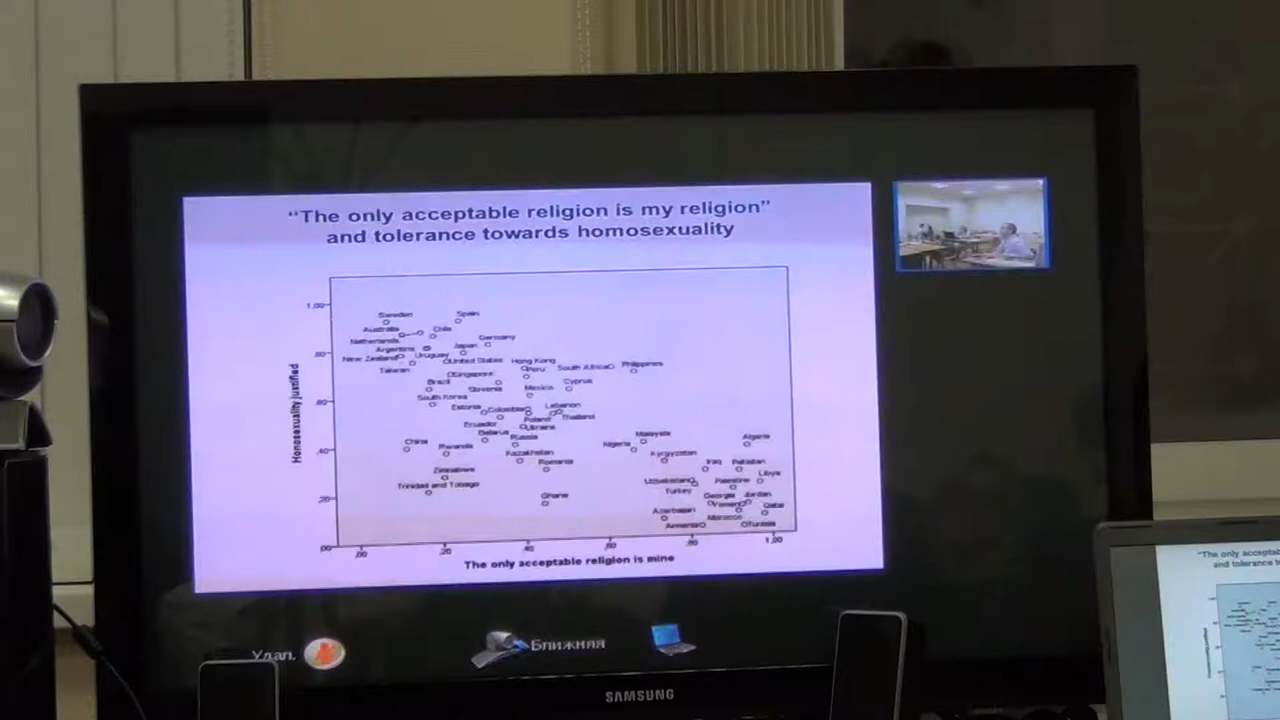 “The only acceptable religion is my religion”
and tolerance towards homosexuality
Homosexuality justified
1,00
,80
,60
,40
,20
,00
Sweden
Spain
Australia
Chile
Netherlands
Germany
Argentina
Japan
New Zealand
Uruguay
United States
Hong Kong
Taiwan
Singapore
Peru
South Africa
Philippines
Brazil
Slovenia
Mexico
Cyprus
South Korea
Estonia
Colombia
Lebanon
Ecuador
Poland
Thailand
Ukraine
Belarus
Russia
China
Rwanda
Nigeria
Malaysia
Algeria
Kazakhstan
Kyrgyzstan
Zimbabwe
Romania
Iraq
Pakistan
Trinidad and Tobago
Uzbekistan
Palestine
Libya
Turkey
Ghana
Georgia
Jordan
Yemen
Qatar
Azerbaijan
Morocco
Armenia
Tunisia
,00 ,20 ,40 ,60 ,80 1,00
The only acceptable religion is mine
Удал.
Ближняя
SAMSUNG
"The only accepta
and tolerance t